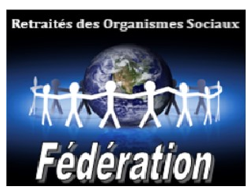 Retraités des Organismes Sociaux
Fédération